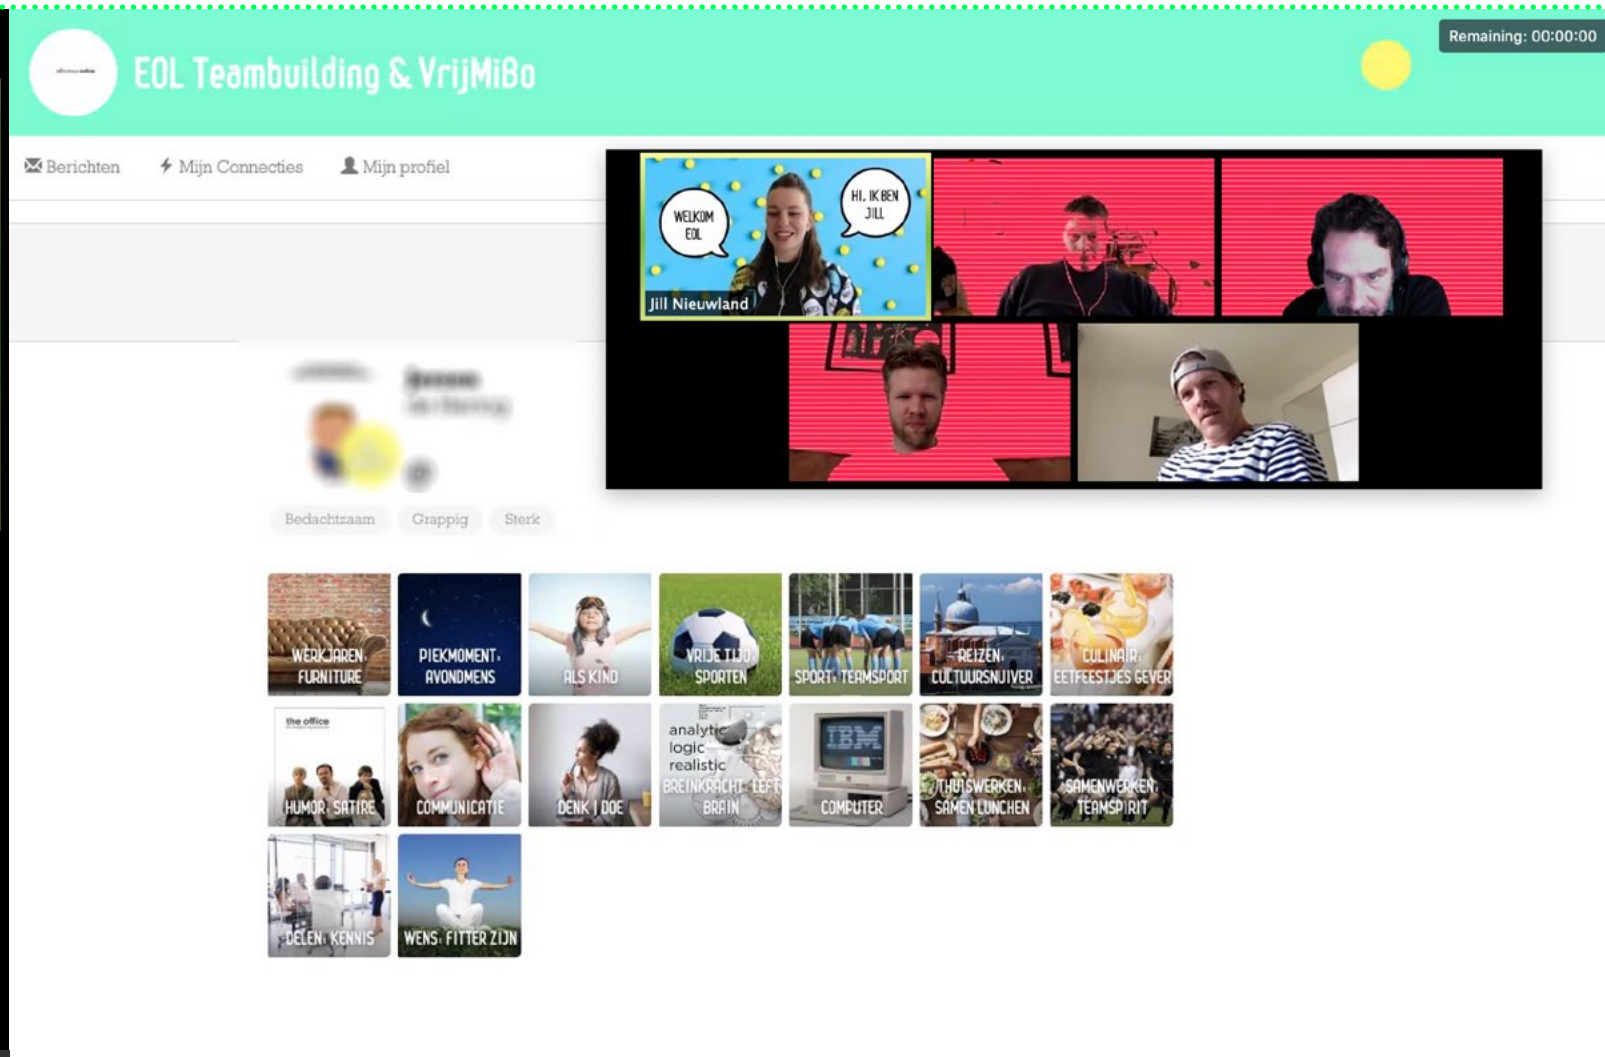 Remaining: 00:00:00
EOL Teambuilding & VrijMiBo
Berichten
Mijn Connecties
Mijn profiel
WELKOM
EOL
HI, IK BEN
JILL
Jill Nieuwland
Bedachtzaam
Grappig
Sterk
WERKJAREN:
FURNITURE
PIEKMOMENT:
AVONDMENS
ALS KIND
VRIJE TIJD:
SPORTEN
SPORT: TEAMSPORT
REIZEN:
CULTUURSNUIVER
CULINAIR:
EETFEESTJES GEVER
the office
HUMOR: SATIRE
COMMUNICATIE
DENK | DOE
analytic
logic
realistic
BREINKRACHT: LEFT
BRAIN
IBM
COMPUTER
THUISWERKEN:
SAMEN LUNCHEN
SAMENWERKEN:
TEAMSPIRIT
DELEN: KENNIS
WENS: FITTER ZIJN